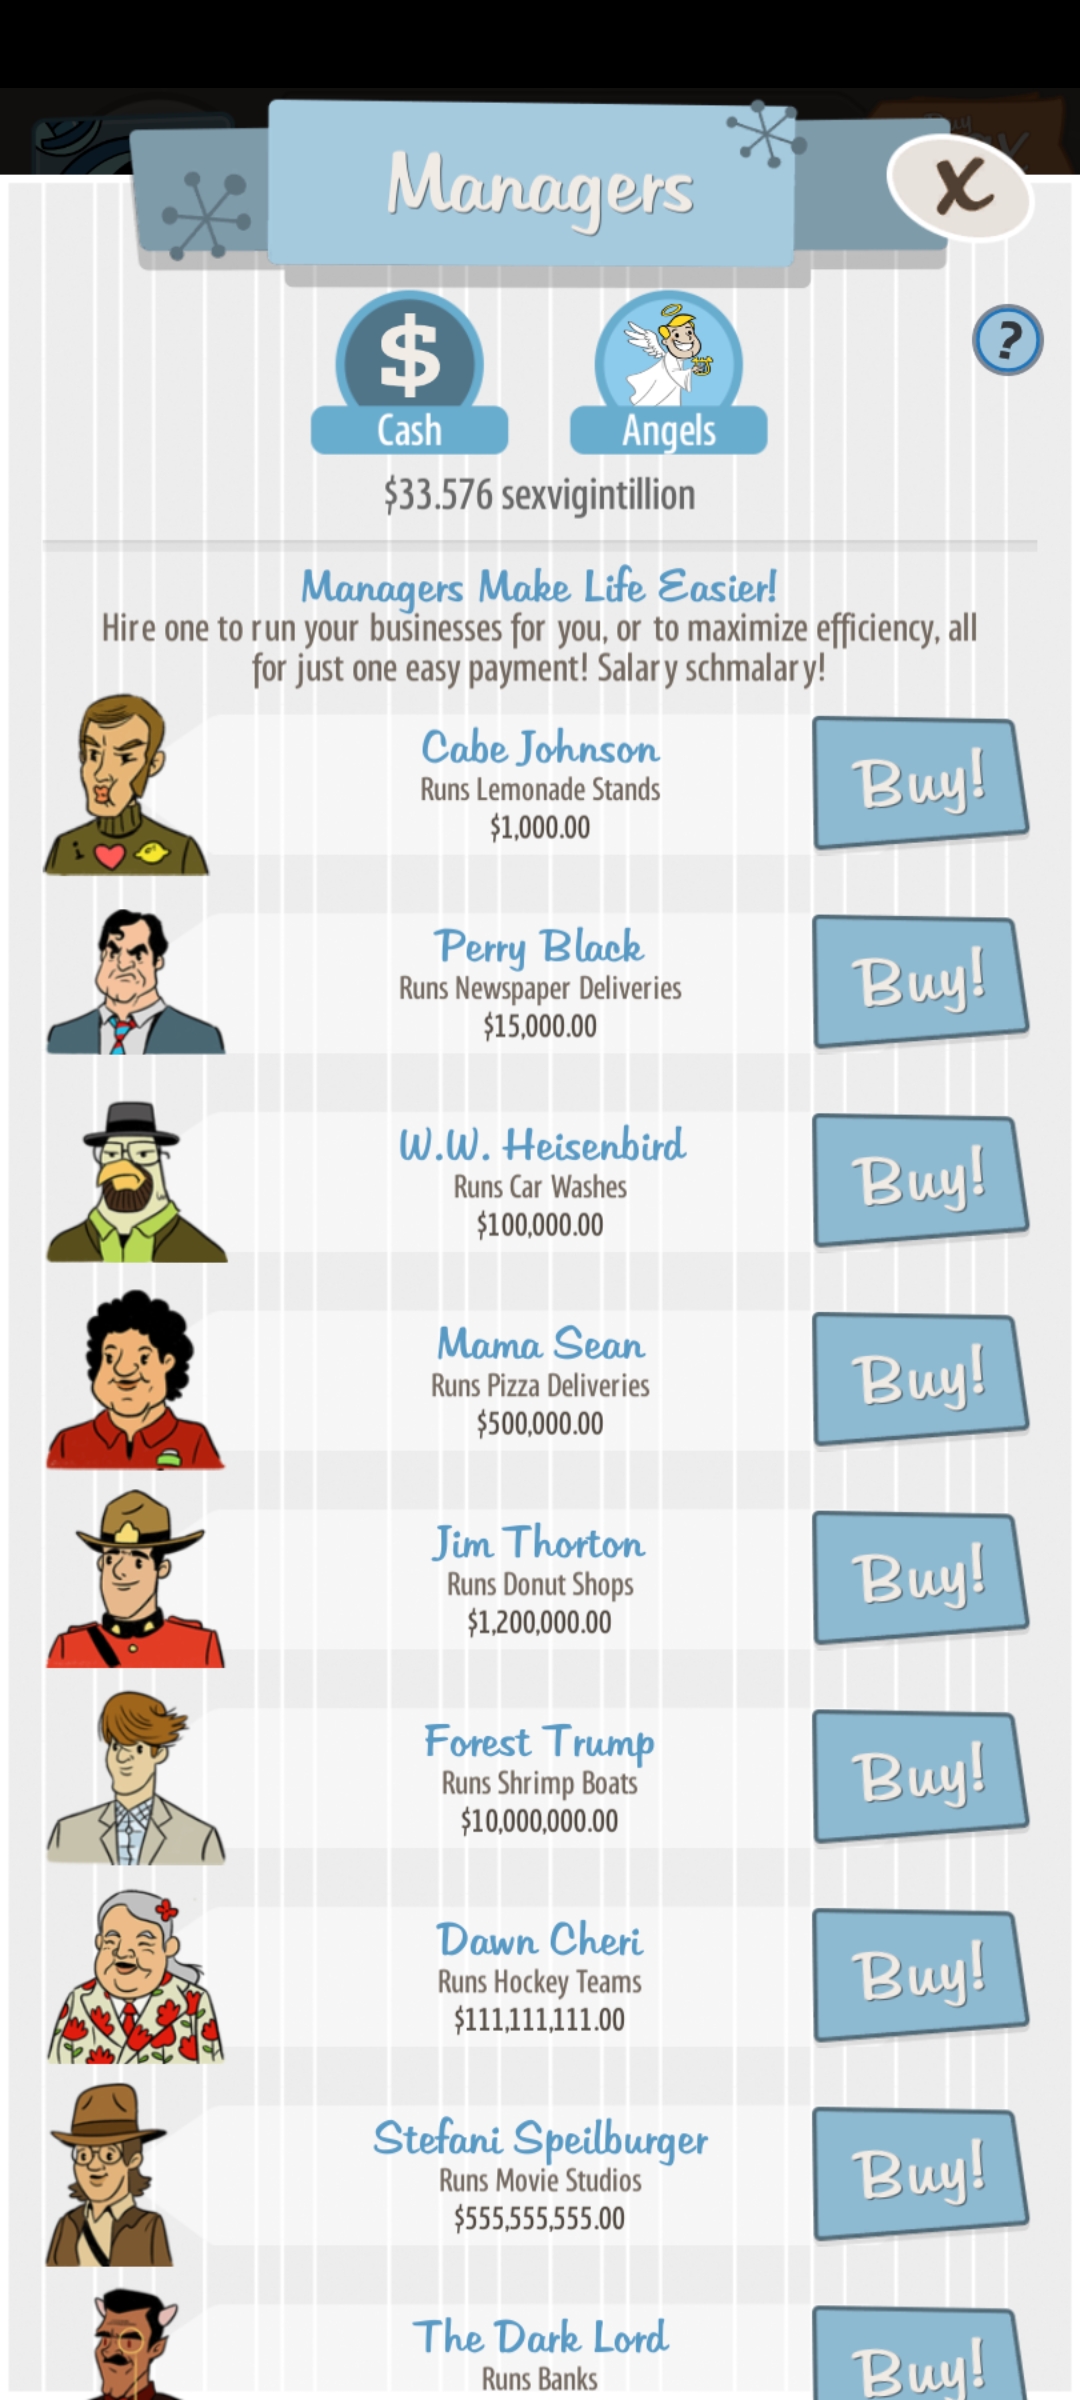 Managers
X
$
?
Cash
Angels
$33.576 sexvigintillion
Managers Make Life Easier!
Hire one to run your businesses for you, or to maximize efficiency, all
for just one easy payment! Salary schmalary!
Cabe Johnson
Runs Lemonade Stands
$1,000.00
Buy!
i
Perry Black
Runs Newspaper Deliveries
$15,000.00
Buy!
W.W. Heisenbird
Runs Car Washes
$100,000.00
Buy!
Mama Sean
Runs Pizza Deliveries
$500,000.00
Buy!
Jim Thorton
Runs Donut Shops
$1,200,000.00
Buy!
Forest Trump
Runs Shrimp Boats
$10,000,000.00
Buy!
Dawn Cheri
Runs Hockey Teams
$111,111,111.00
Buy!
Stefani Speilburger
Runs Movie Studios
$555,555,555.00
Buy!
The Dark Lord
Runs Banks
Buy!